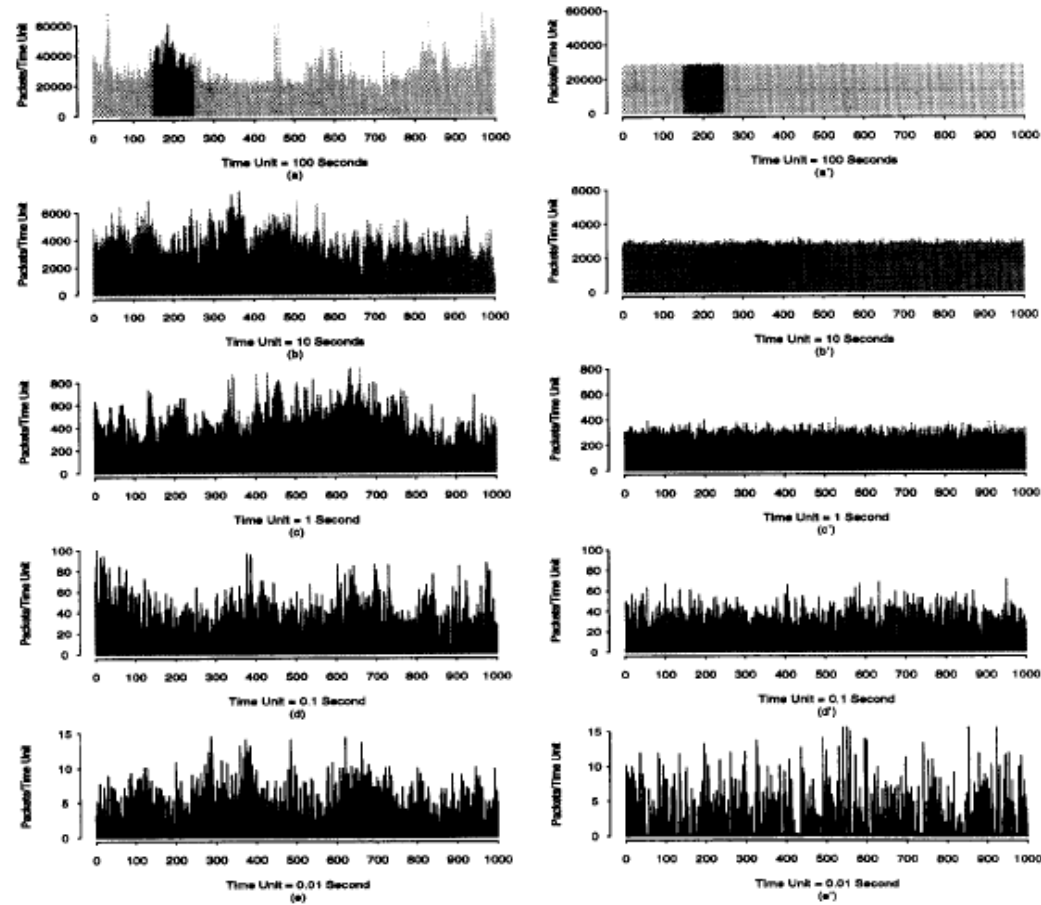 Packets/Time Unit
60000
40000
20000
0
0 100 200 300 400 500 600 700 800 900 1000
Time Unit = 100 Seconds
(a)
Packets/Time Unit
60000
40000
20000
0
0 100 200 300 400 500 600 700 800 900 1000
Time Unit = 100 Seconds
(a')
Packets/Time Unit
6000
4000
2000
0
0 100 200 300 400 500 600 700 800 900 1000
Time Unit = 10 Seconds
(b)
Packets/Time Unit
6000
4000
2000
0
0 100 200 300 400 500 600 700 800 900 1000
Time Unit = 10 Seconds
(b')
Packets/Time Unit
800
600
400
200
0
0 100 200 300 400 500 600 700 800 900 1000
Time Unit = 1 Second
(c)
Packets/Time Unit
800
600
400
200
0
0 100 200 300 400 500 600 700 800 900 1000
Time Unit = 1 Second
(c')
Packets/Time Unit
100
80
60
40
20
0
0 100 200 300 400 500 600 700 800 900 1000
Time Unit = 0.1 Second
(d)
Packets/Time Unit
100
80
60
40
20
0
0 100 200 300 400 500 600 700 800 900 1000
Time Unit = 0.1 Second
(d')
Packets/Time Unit
15
10
5
0
0 100 200 300 400 500 600 700 800 900 1000
Time Unit = 0.01 Second
(e)
Packets/Time Unit
15
10
5
0
0 100 200 300 400 500 600 700 800 900 1000
Time Unit = 0.01 Second
(e')